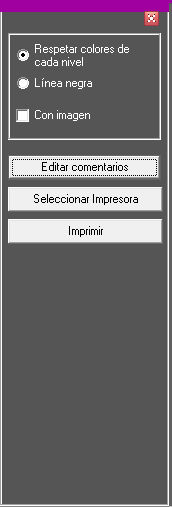 Respetar colores de
cada nivel
Línea negra
Con imagen
Editar comentarios
Seleccionar Impresora
Imprimir